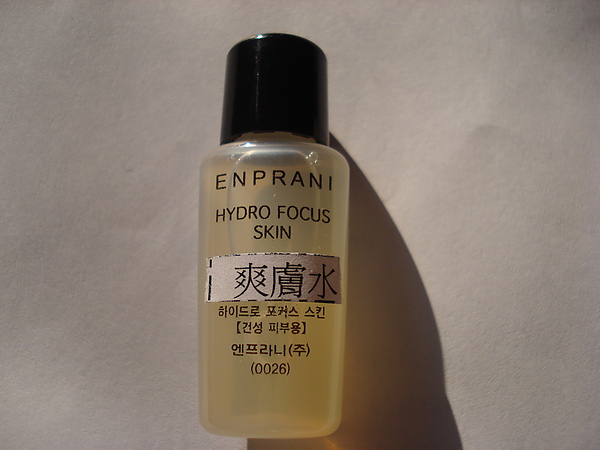 ENPRANI
HYDRO FOCUS
SKIN
爽膚水
하이드로 포커스 스킨
【건성 피부용】
엔프라니(주)
(0026)